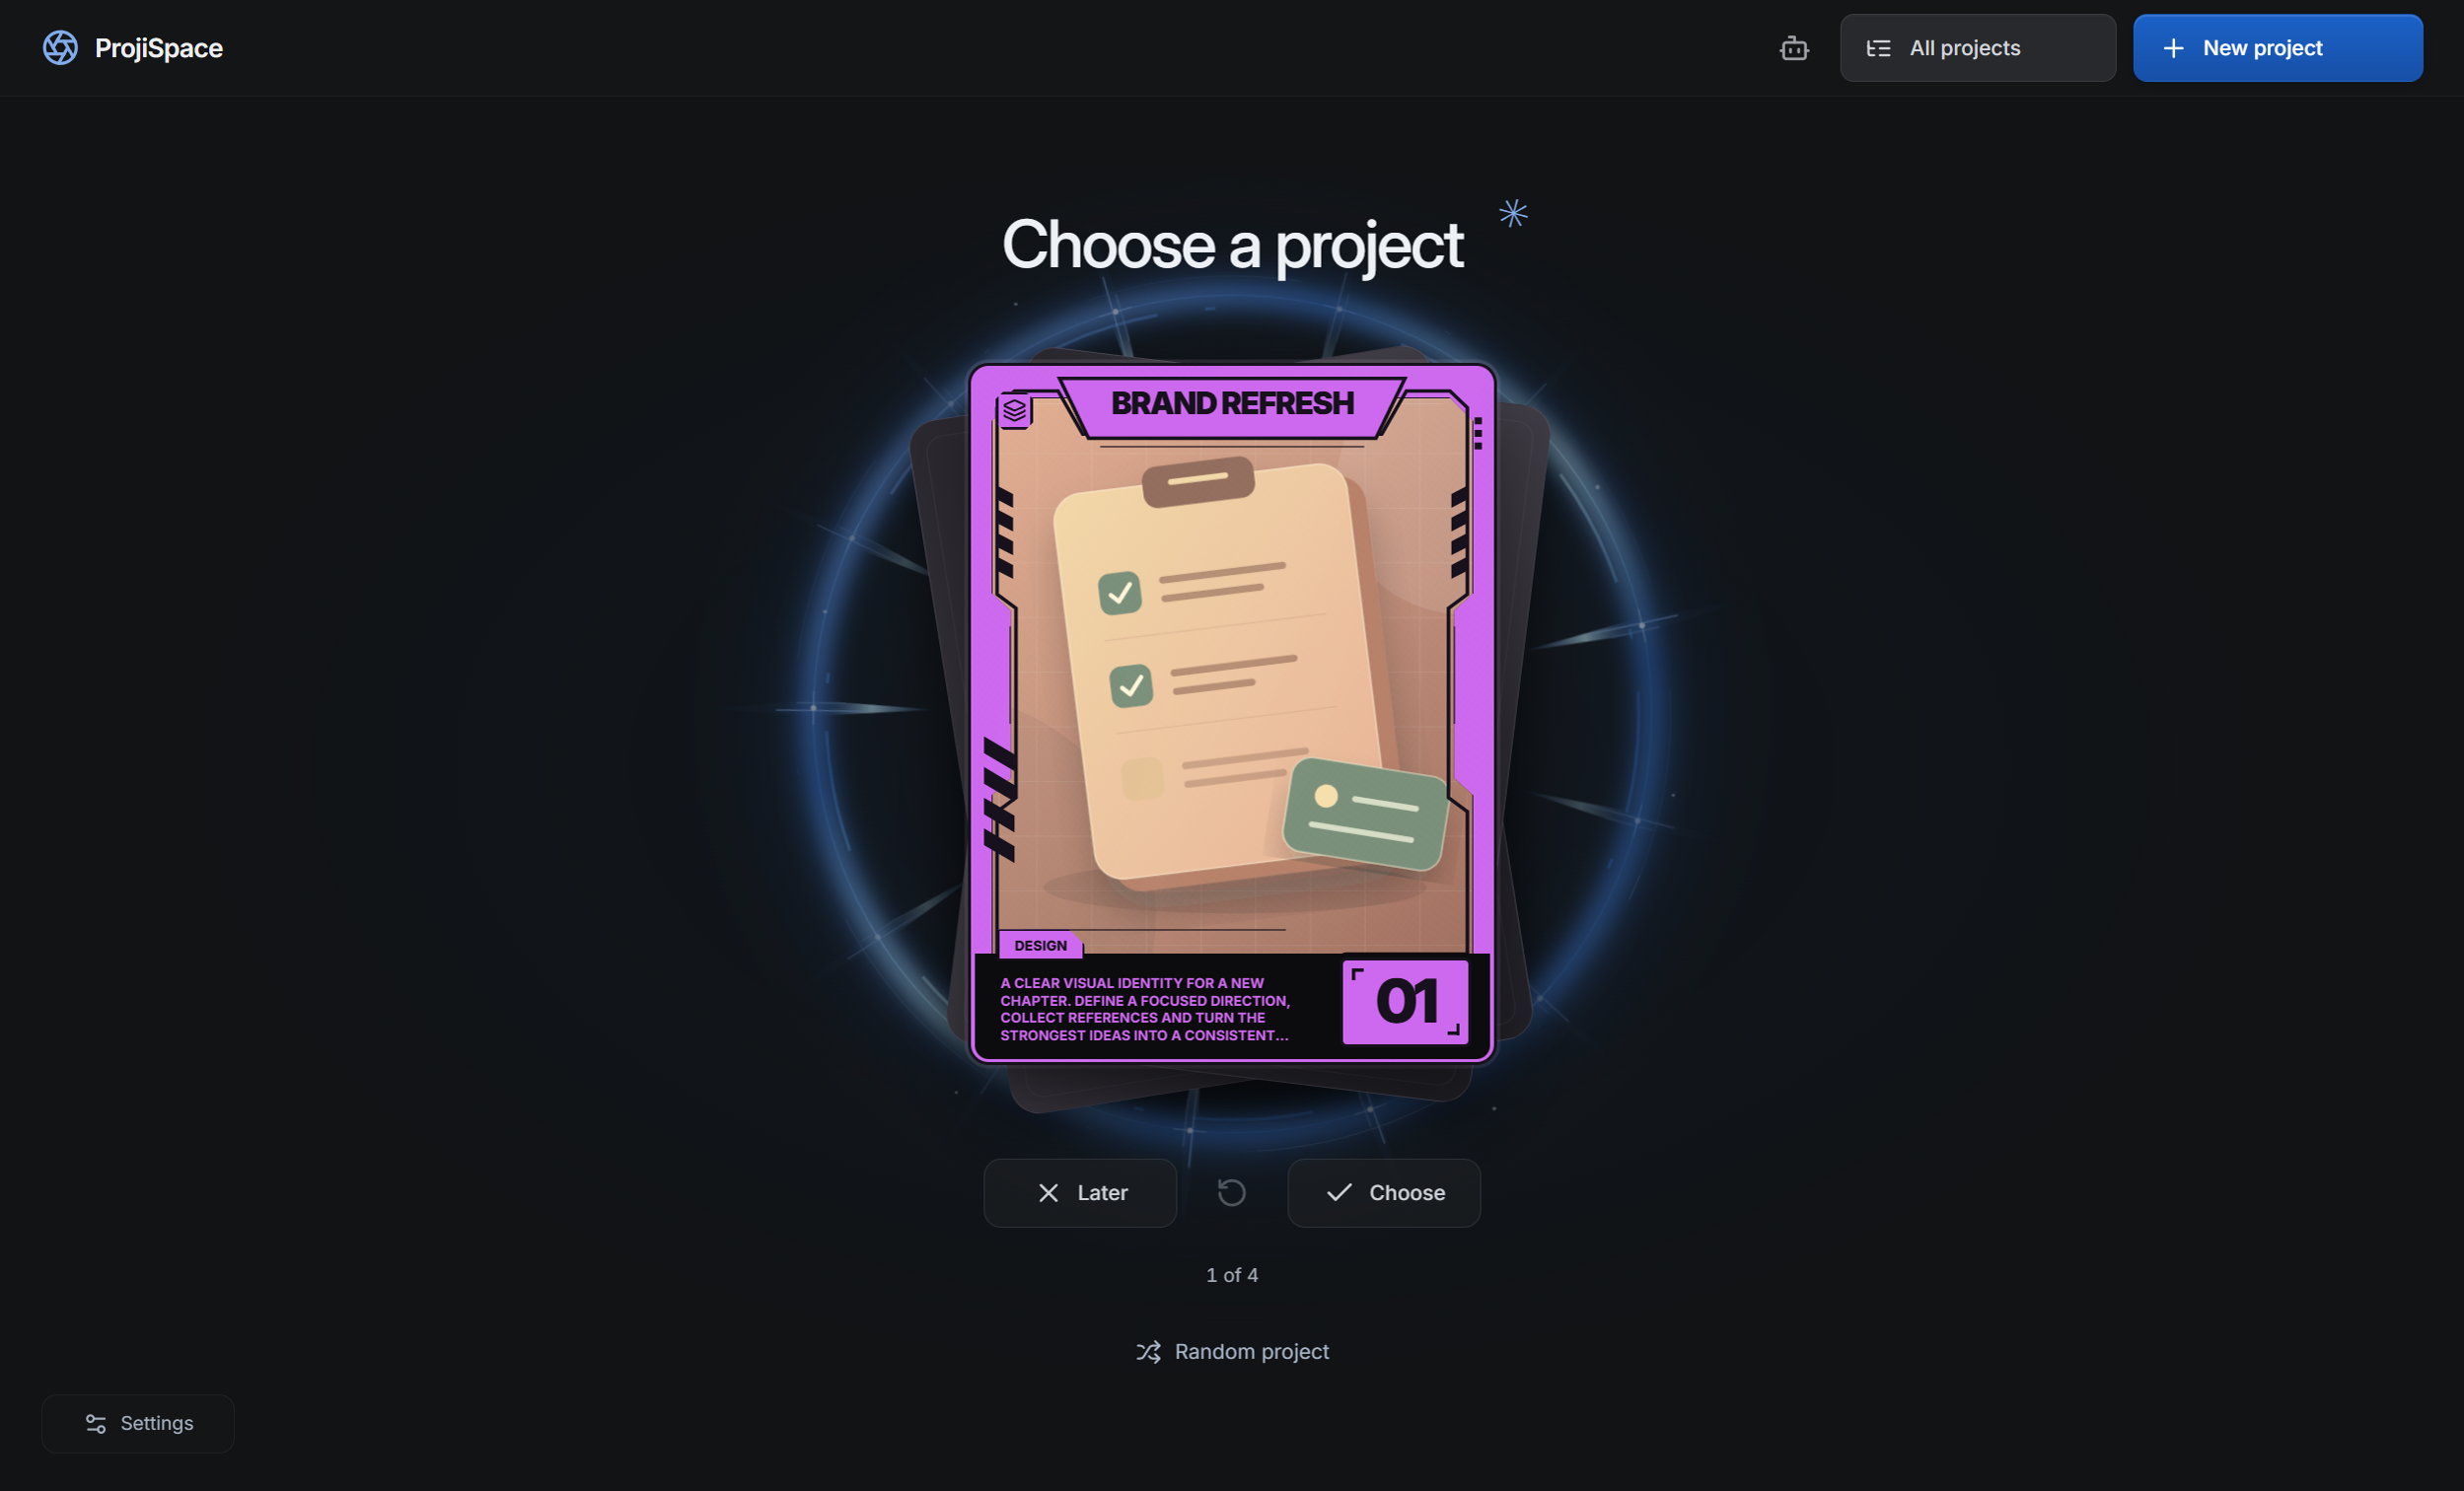 ProjiSpace
All projects
New project
Choose a project
BRAND REFRESH
DESIGN
A CLEAR VISUAL IDENTITY FOR A NEW
CHAPTER. DEFINE A FOCUSED DIRECTION,
COLLECT REFERENCES AND TURN THE
STRONGEST IDEAS INTO A CONSISTENT...
01
Later
Choose
1 of 4
Random project
Settings